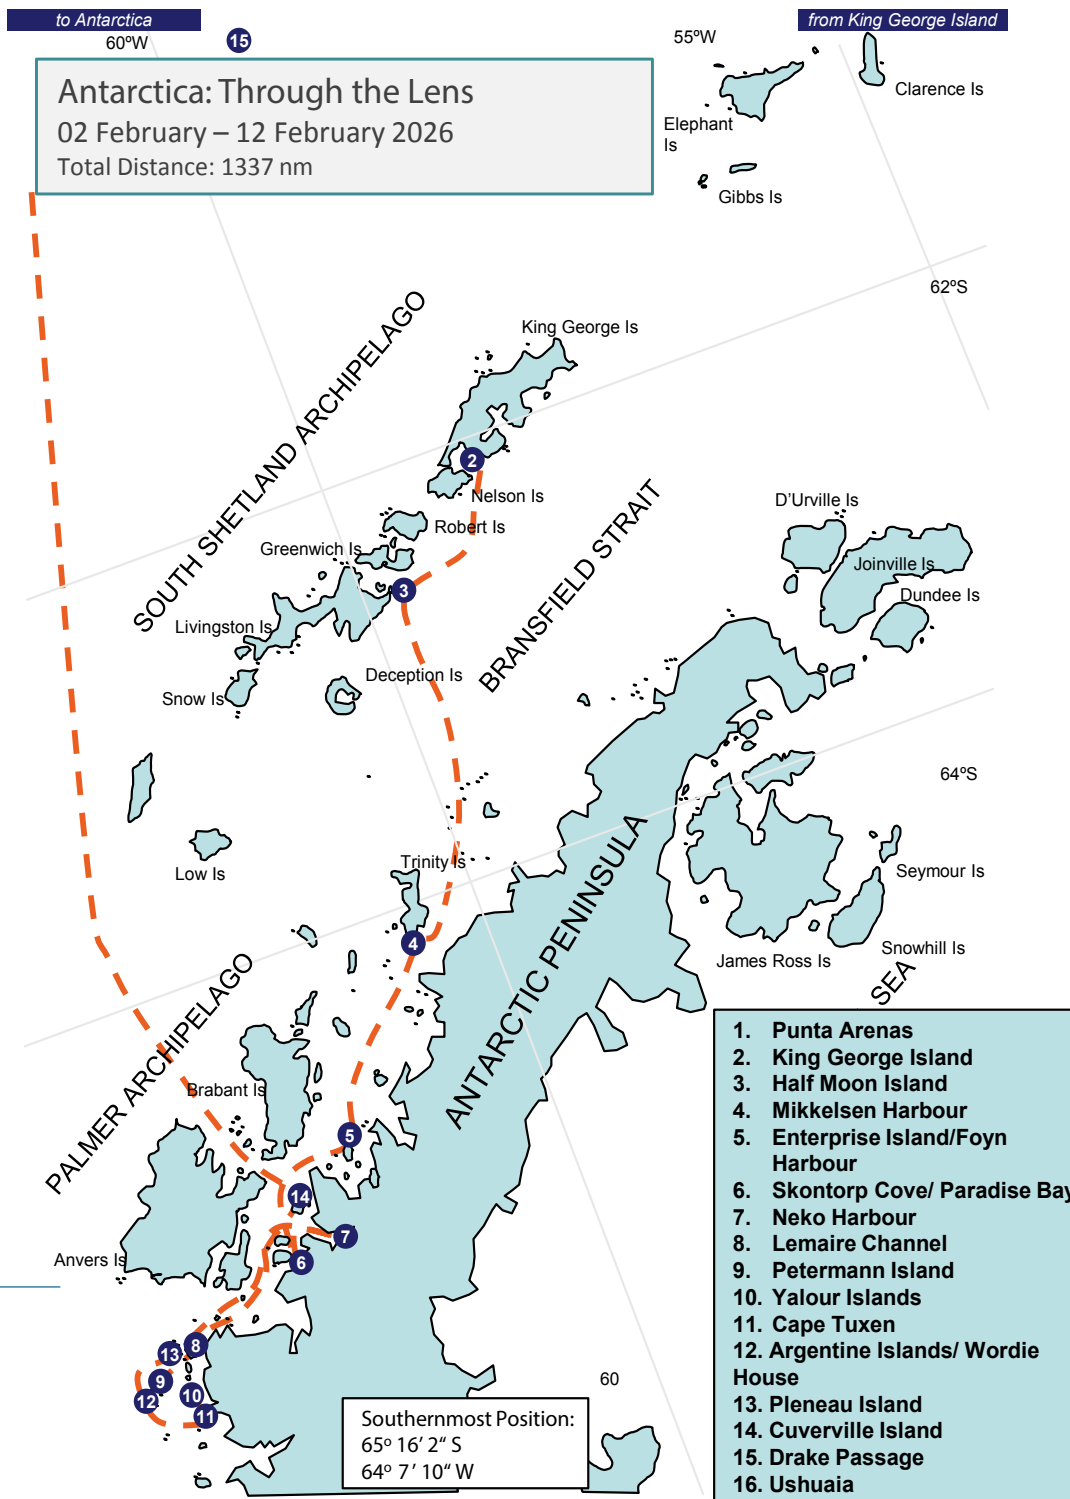 to Antarctica
from King George Island
60ºW
15
55ºW
Antarctica: Through the Lens
02 February – 12 February 2026
Total Distance: 1337 nm
Clarence Is
Elephant
Is
Gibbs Is
62ºS
King George Is
SOUTH SHETLAND ARCHIPELAGO
2
Nelson Is
D'Urville Is
Robert Is
Greenwich Is
BRANSFIELD STRAIT
Joinville Is
3
Dundee Is
Livingston Is
Deception Is
Snow Is
64ºS
Trinity Is
Low Is
Seymour Is
ANTARCTIC PENINSULA
4
Snowhill Is
James Ross Is
SEA
PALMER ARCHIPELAGO
Brabant Is
5
14
7
Anvers Is
6
8
13
9
10
12
11
60
Southernmost Position:
65º 16’ 2“ S
64º 7’ 10“ W
1. Punta Arenas
2. King George Island
3. Half Moon Island
4. Mikkelsen Harbour
5. Enterprise Island/Foyn
Harbour
6. Skontorp Cove/ Paradise Bay
7. Neko Harbour
8. Lemaire Channel
9. Petermann Island
10. Yalour Islands
11. Cape Tuxen
12. Argentine Islands/ Wordie
House
13. Pleneau Island
14. Cuverville Island
15. Drake Passage
16. Ushuaia